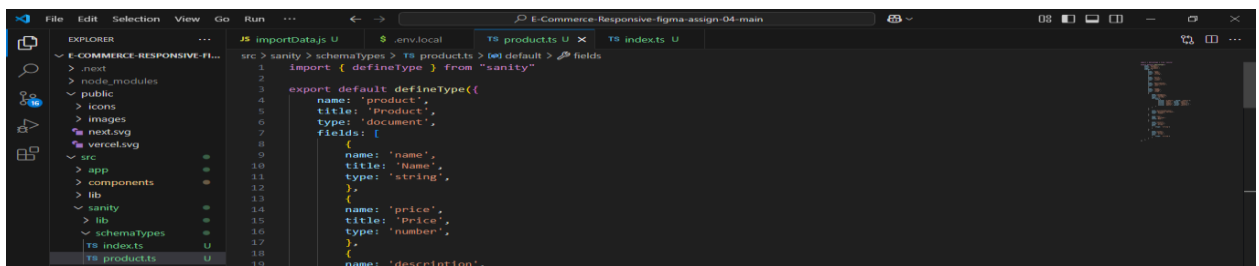 File Edit Selection View Go Run ··· ← → E-Commerce-Responsive-figma-assign-04-main
EXPLORER ···
JS importData.js U $ .env.local TS product.ts U × TS index.ts U
E-COMMERCE-RESPONSIVE-FI...
src > sanity > schemaTypes > TS product.ts > default > fields
> .next
> node_modules
public
> icons
> images
next.svg
vercel.svg
src
> app
> components
> lib
sanity
> lib
schemaTypes
TS index.ts U
TS product.ts U
16
1 import { defineType } from "sanity"
2
3 export default defineType({
4 name: 'product',
5 title: 'Product',
6 type: 'document',
7 fields: [
8 {
9 name: 'name',
10 title: 'Name',
11 type: 'string',
12 },
13 {
14 name: 'price',
15 title: 'Price',
16 type: 'number',
17 },
18 {
19 name: 'description',